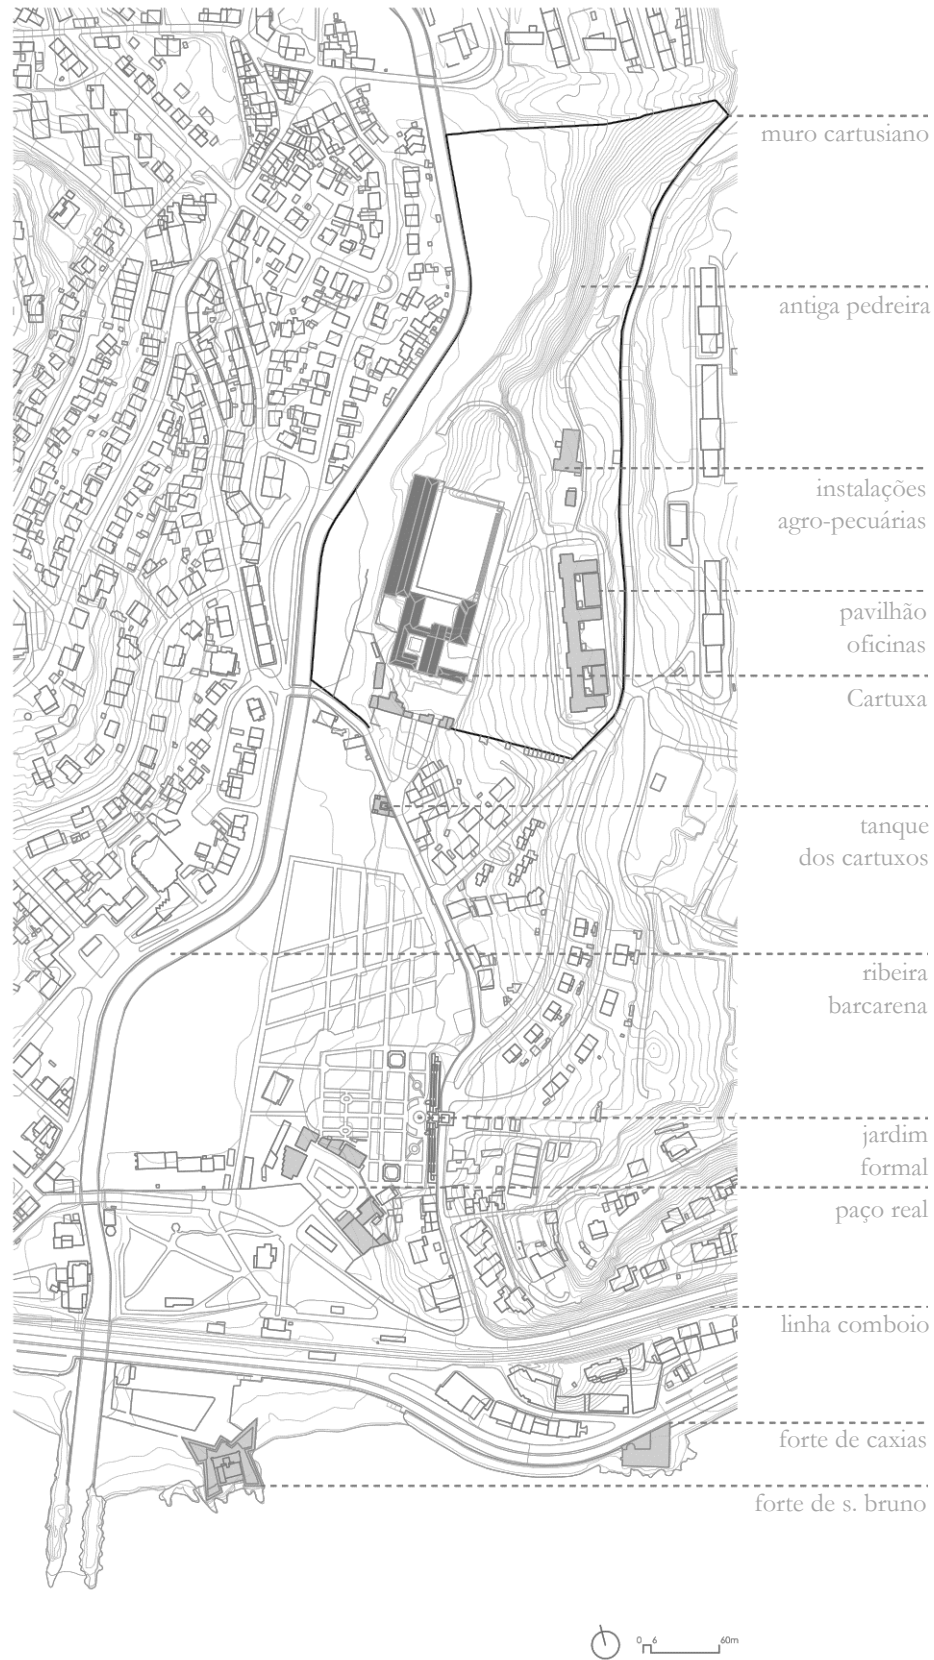 muro cartusiano
antiga pedreira
instalações
agro-pecuárias
pavilhão
oficinas
Cartuxa
tanque
dos cartuxos
ribeira
barcarena
jardim
formal
paço real
linha comboio
forte de caxias
forte de s. bruno
0 6 60m